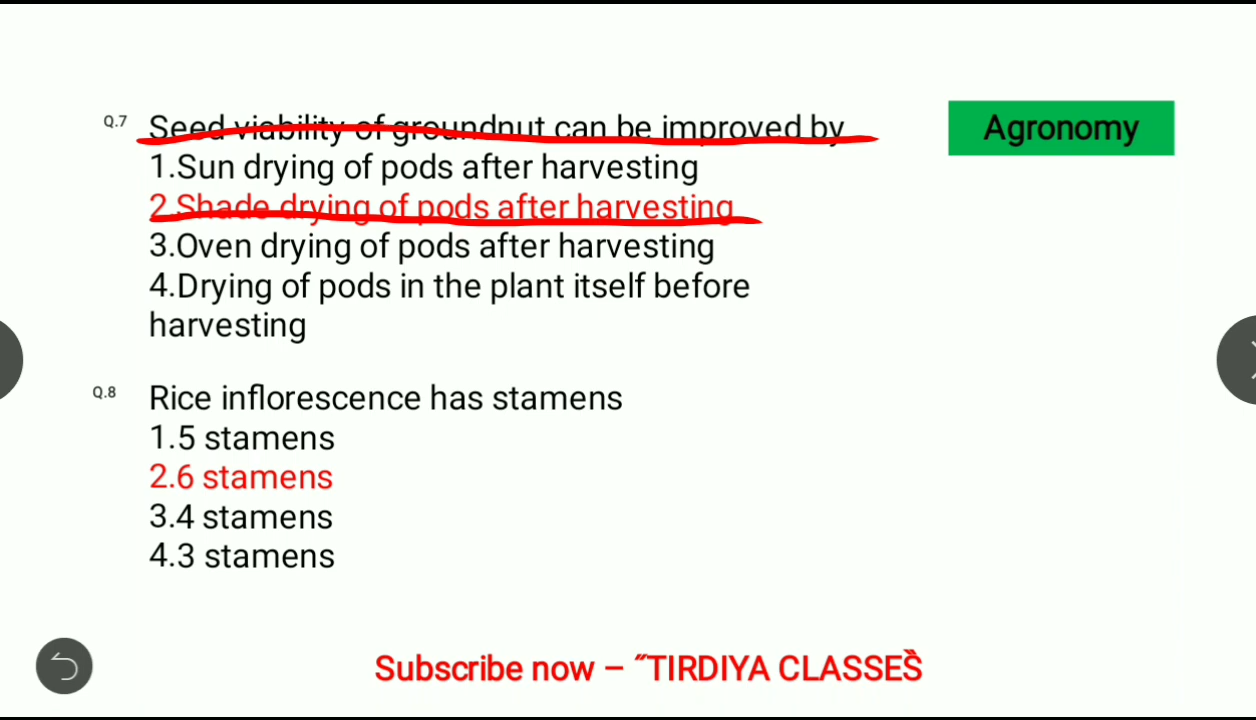 Q.7 Seed viability of groundnut can be improved by
Agronomy
1.Sun drying of pods after harvesting
2.Shade drying of pods after harvesting
3.Oven drying of pods after harvesting
4.Drying of pods in the plant itself before
harvesting
Q.8 Rice inflorescence has stamens
1.5 stamens
2.6 stamens
3.4 stamens
4.3 stamens
Subscribe now – ˝TIRDIYA CLASSES̏